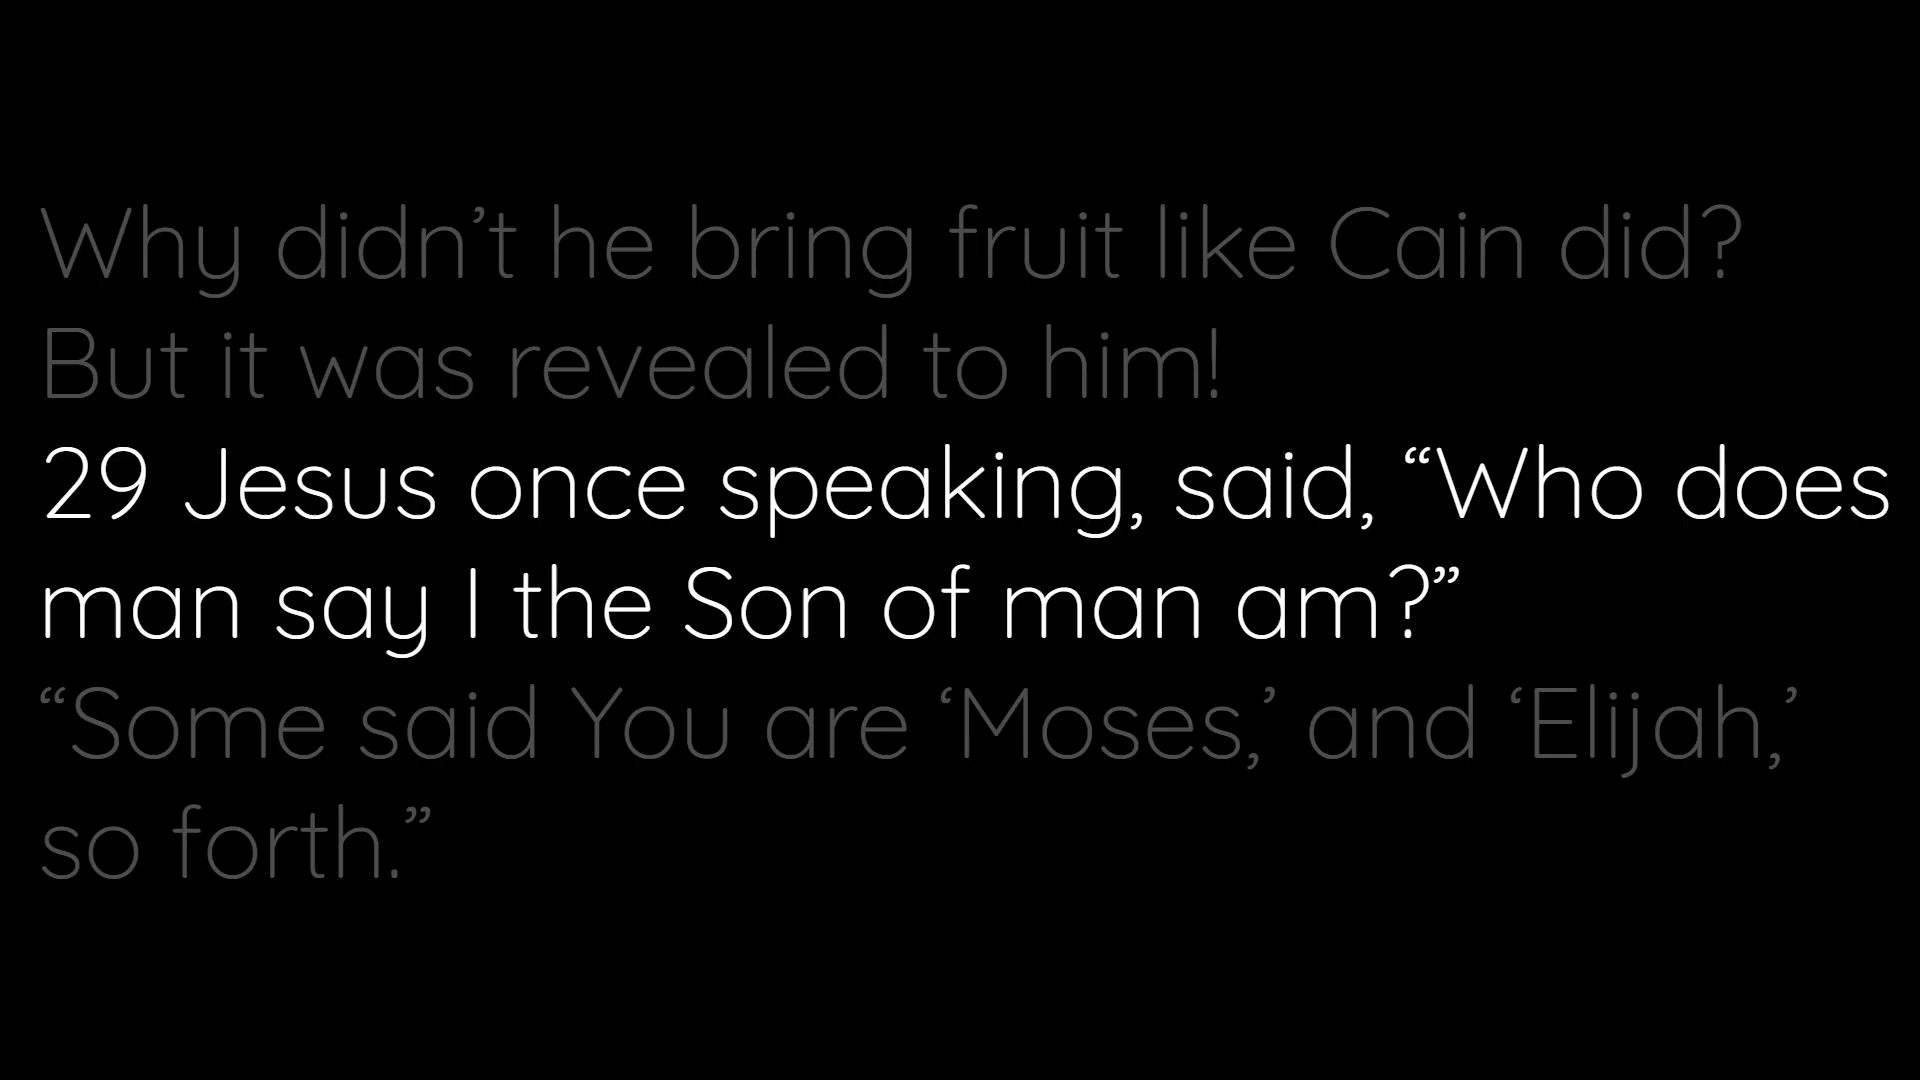 Why didn’t he bring fruit like Cain did?
But it was revealed to him!
29 Jesus once speaking, said, “Who does
man say I the Son of man am?”
“Some said You are ‘Moses,’ and ‘Elijah,’
so forth.”